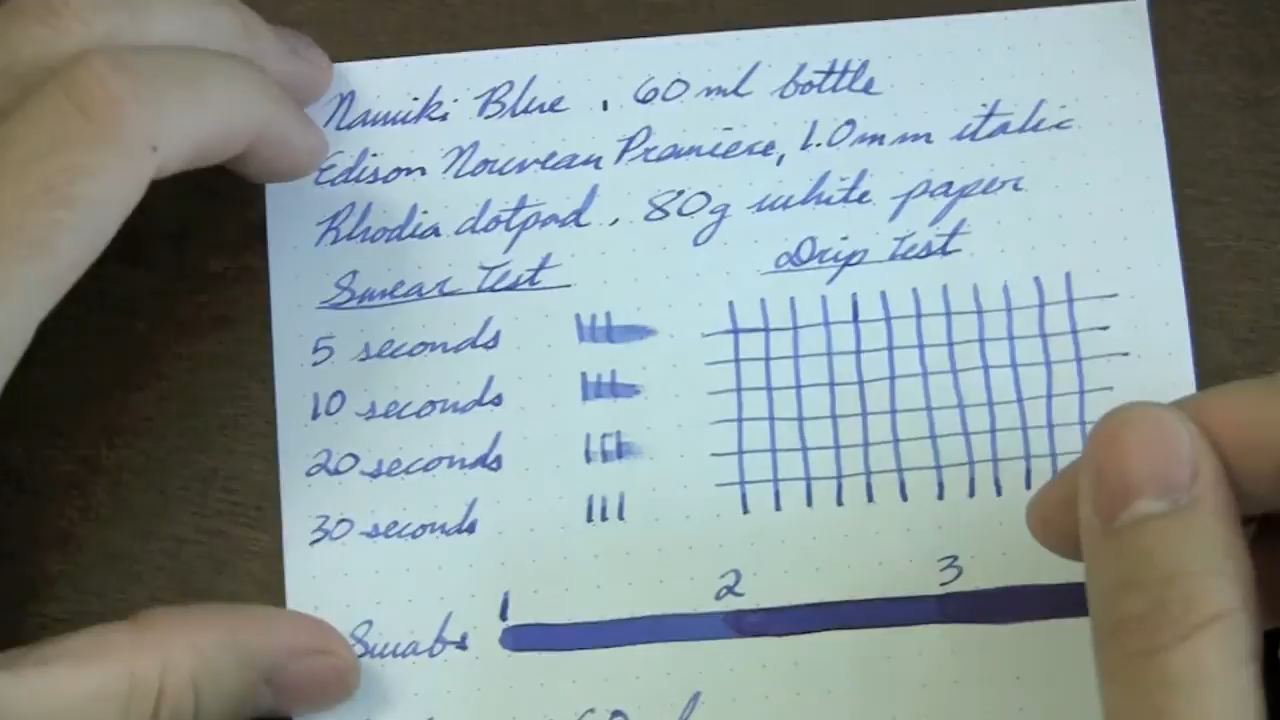 Namiki Blue, 60 ml bottle
Edison Nouveau Premiere, 1.0mm italic
Rhodia dotpad, 80g white paper
Smear Test
Drip Test
5 seconds
10 seconds
20 seconds
30 seconds
1 2 3
Swabs